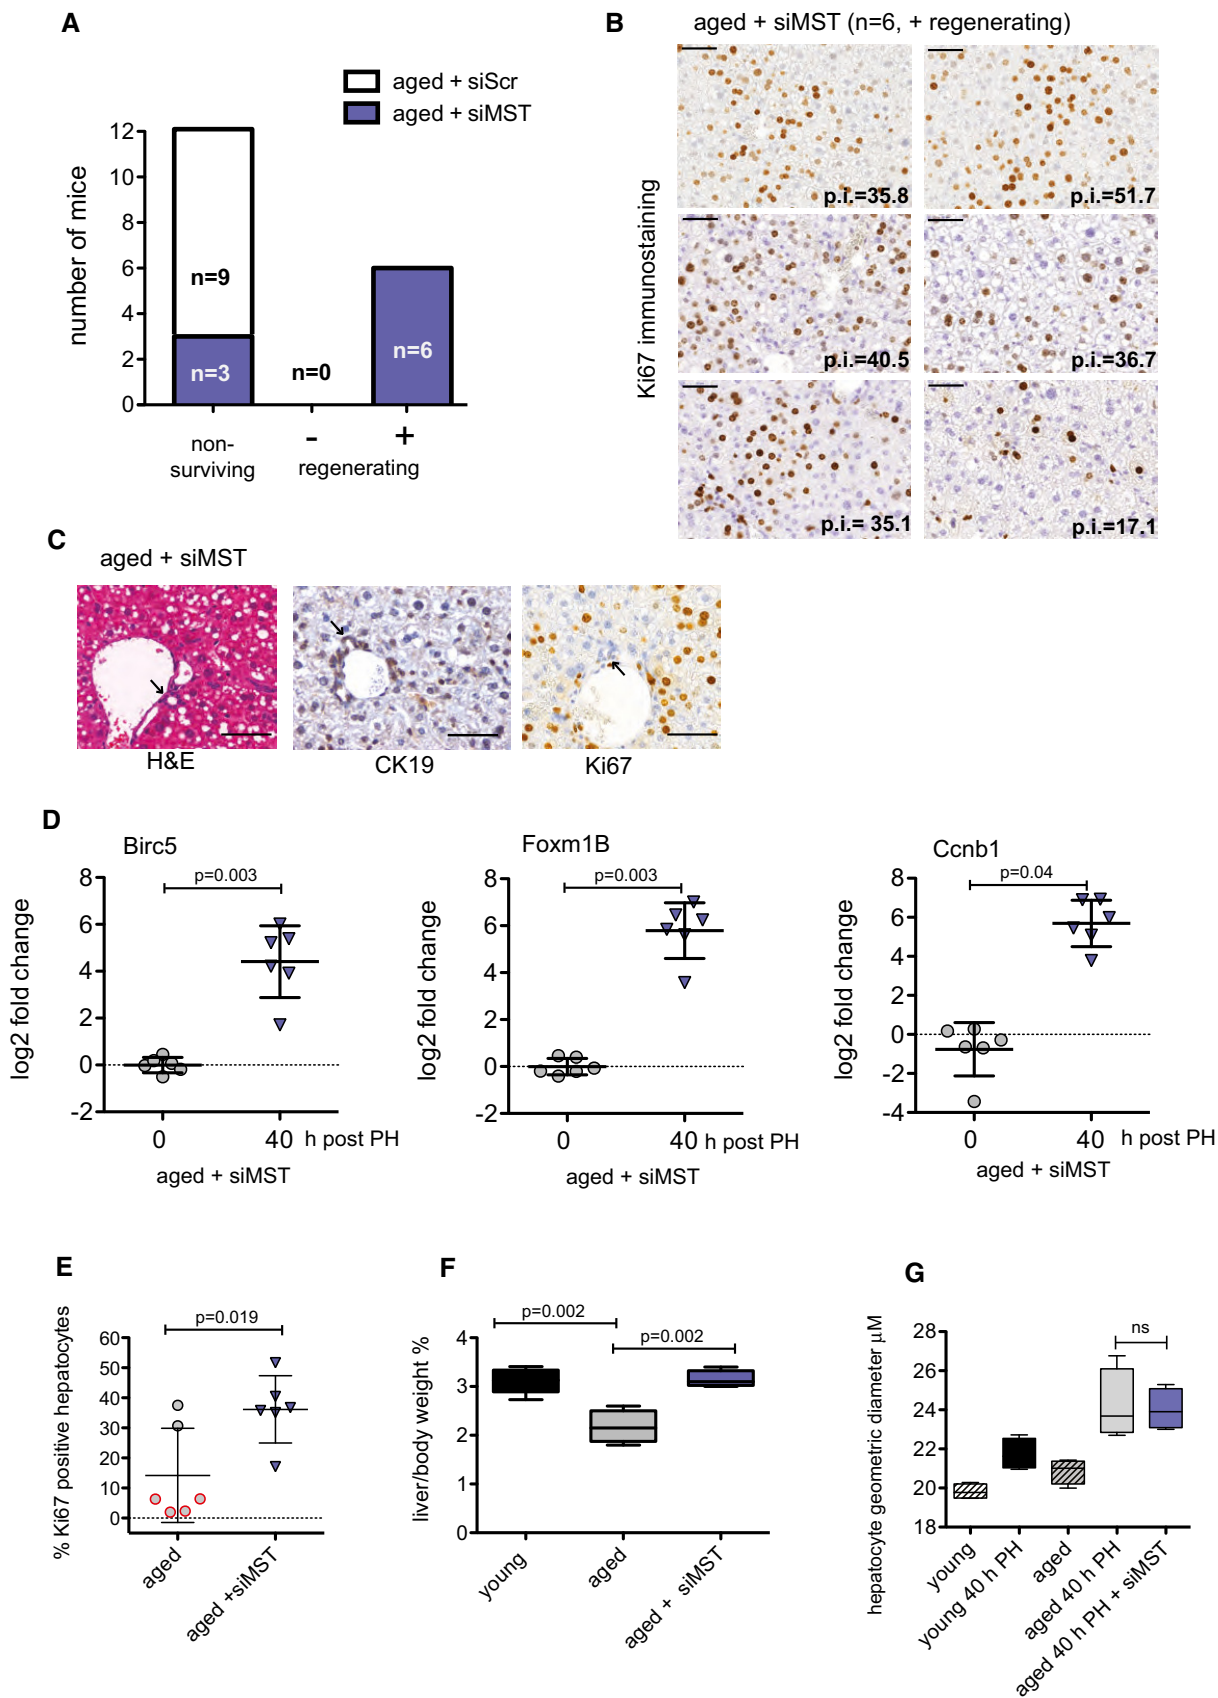 A
aged + siScr
aged + siMST
number of mice
12
10
8
6
4
2
0
n=9
n=3
n=0
n=6
non-
surviving
-
+
regenerating
B
aged + siMST (n=6, + regenerating)
Ki67 immunostaining
p.i.=35.8
p.i.=51.7
p.i.=40.5
p.i.=36.7
p.i.= 35.1
p.i.=17.1
C
aged + siMST
H&E
CK19
Ki67
D
Birc5
p=0.003
log2 fold change
8
6
4
2
0
-2
0
40
h post PH
aged + siMST
Foxm1B
p=0.003
log2 fold change
8
6
4
2
0
-2
0
40
h post PH
aged + siMST
Ccnb1
p=0.04
log2 fold change
8
6
4
2
0
-2
-4
0
40
h post PH
aged + siMST
E
p=0.019
% Ki67 positive hepatocytes
60
50
40
30
20
10
0
aged
aged +siMST
F
p=0.002
p=0.002
liver/body weight %
4
3
2
1
0
young
aged
aged + siMST
G
ns
hepatocyte geometric diameter µM
28
26
24
22
20
18
young
young 40 h PH
aged
aged 40 h PH
aged 40 h PH + siMST